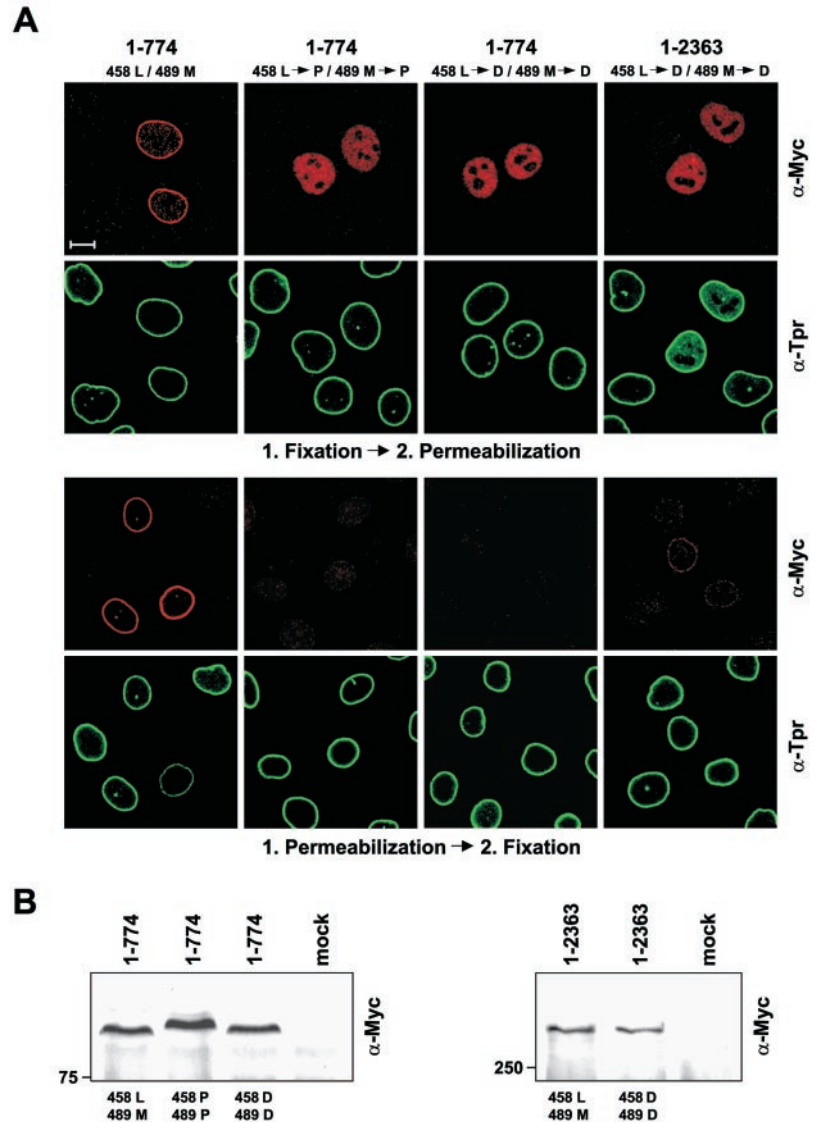 A
1-774 1-774 1-774 1-2363
458 L / 489 M 458 L → P / 489 M → P 458 L → D / 489 M → D 458 L → D / 489 M → D
α-Myc
α-Tpr
1. Fixation → 2. Permeabilization
α-Myc
α-Tpr
1. Permeabilization → 2. Fixation
B
1-774 1-774 1-774 mock 1-2363 1-2363 mock
α-Myc α-Myc
75 250
458 L 458 P 458 D 458 L 458 D
489 M 489 P 489 D 489 M 489 D